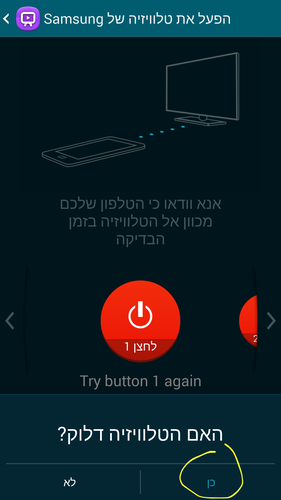 הפעל את טלוויזיה של Samsung
אנא וודאו כי הטלפון שלכם
מכוון אל הטלוויזיה בזמן
הבדיקה
לחצן 1
2
Try button 1 again
האם הטלוויזיה דלוק?
כן
לא